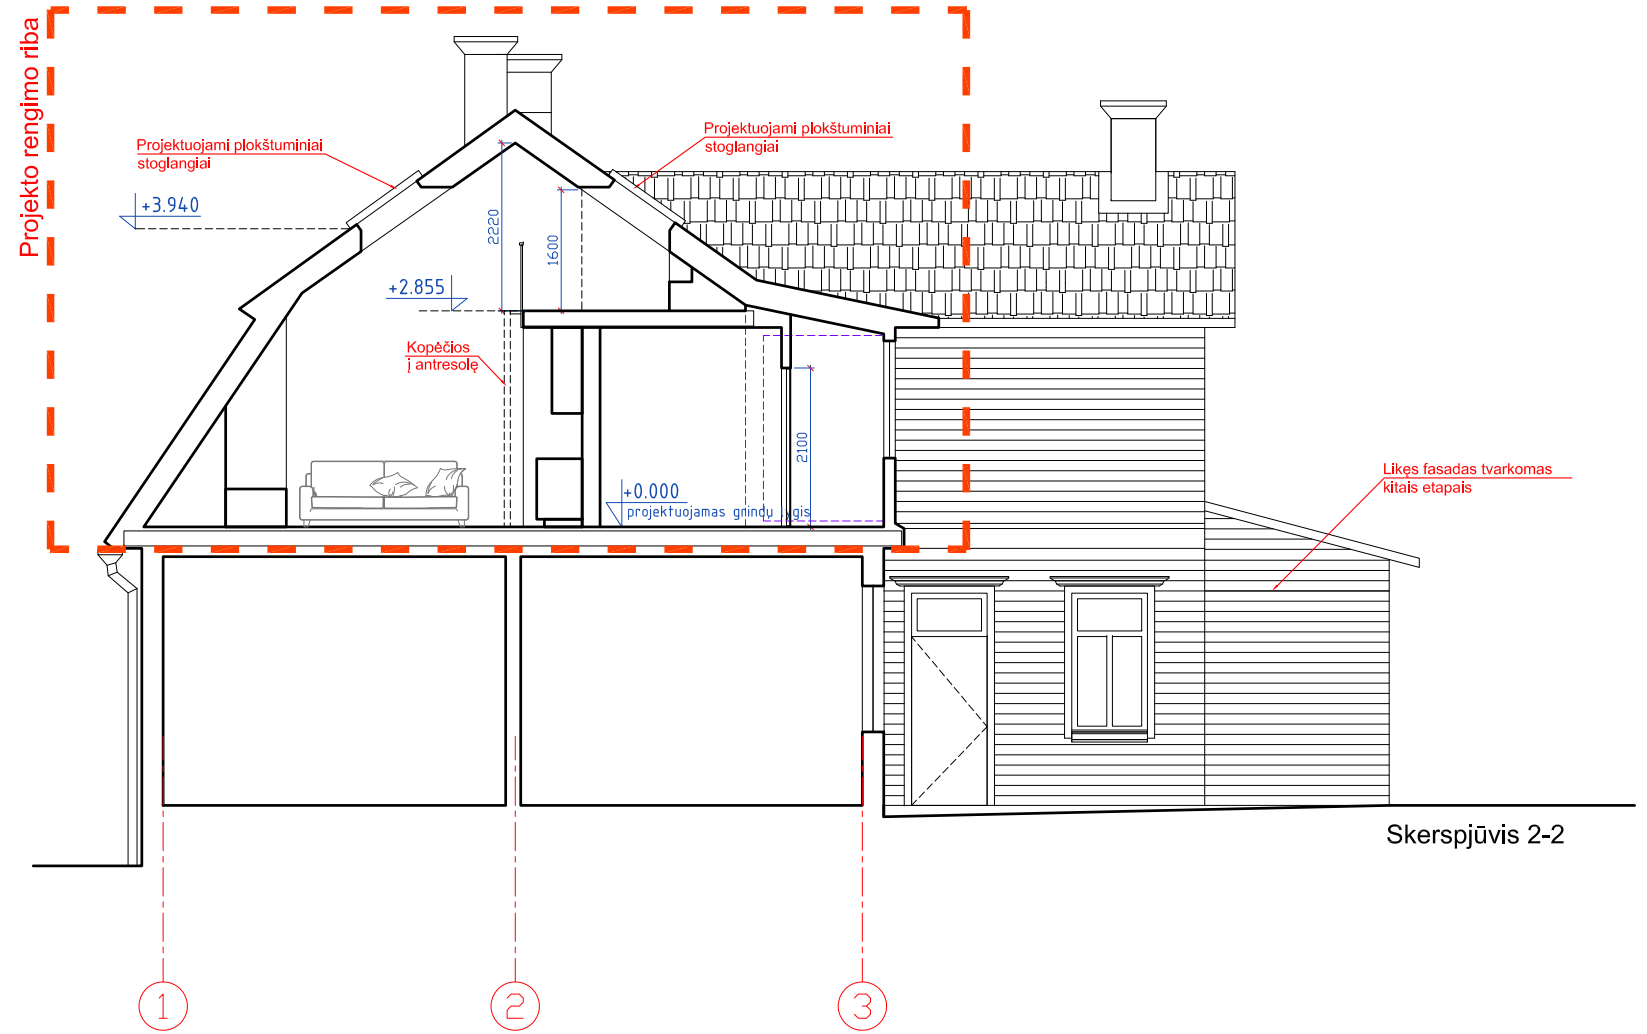 Projekto rengimo riba
Projektuojami plokštuminiai
stoglangiai
Projektuojami plokštuminiai
stoglangiai
+3.940
2220
1600
+2.855
Kopėčios
į antresolę
2100
+0.000
projektuojamas grindų lygis
Likęs fasadas tvarkomas
kitais etapais
Skerspjūvis 2-2
1
2
3